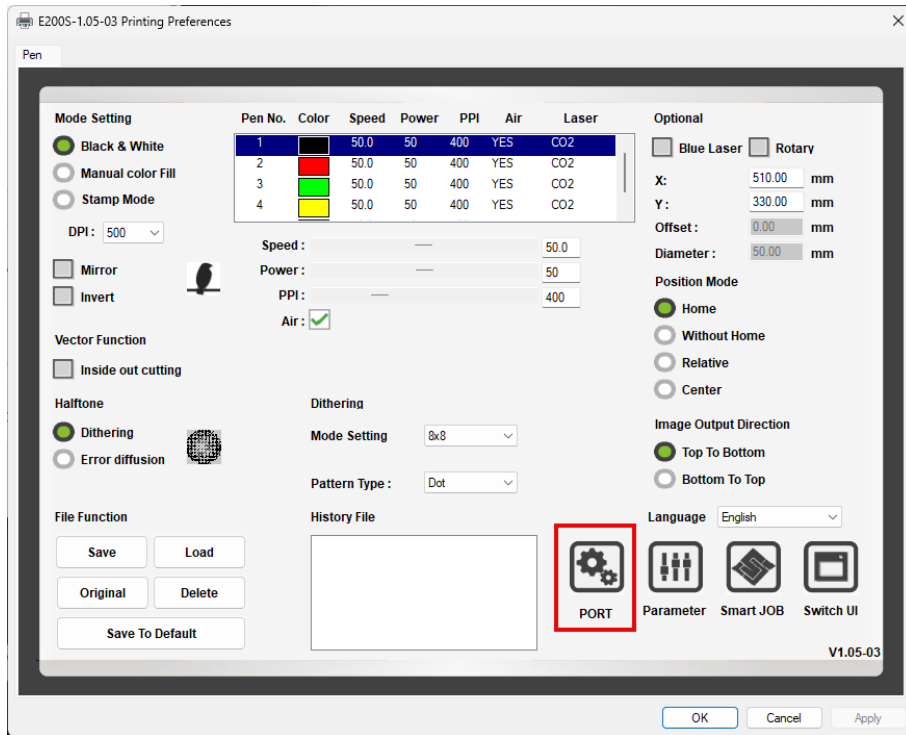 E200S-1.05-03 Printing Preferences
Pen
Mode Setting
Black & White
Manual color Fill
Stamp Mode
DPI : 500
Mirror
Invert
Vector Function
Inside out cutting
Halftone
Dithering
Error diffusion
File Function
Save Load
Original Delete
Save To Default
Pen No. Color Speed Power PPI Air Laser
1 50.0 50 400 YES CO2
2 50.0 50 400 YES CO2
3 50.0 50 400 YES CO2
4 50.0 50 400 YES CO2
Speed : 50.0
Power : 50
PPI : 400
Air :
Dithering
Mode Setting 8x8
Pattern Type : Dot
History File
Optional
Blue Laser Rotary
X: 510.00 mm
Y : 330.00 mm
Offset : 0.00 mm
Diameter : 50.00 mm
Position Mode
Home
Without Home
Relative
Center
Image Output Direction
Top To Bottom
Bottom To Top
Language English
PORT Parameter Smart JOB Switch UI
V1.05-03
OK Cancel Apply